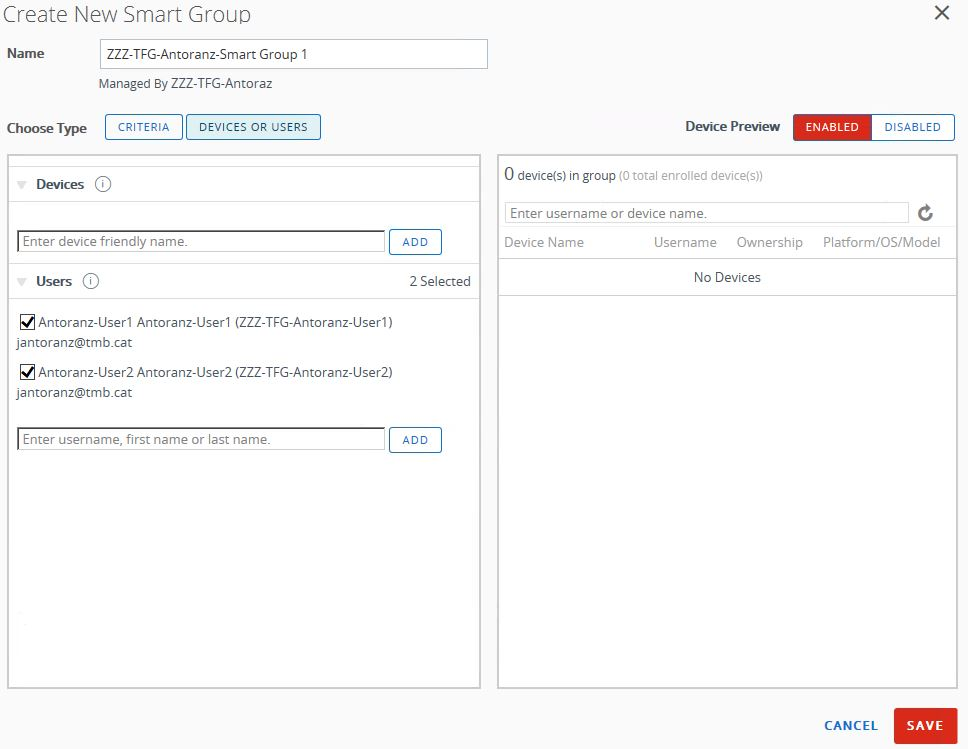 Create New Smart Group
Name
ZZZ-TFG-Antoranz-Smart Group 1
Managed By ZZZ-TFG-Antoraz
Choose Type
CRITERIA
DEVICES OR USERS
Device Preview
ENABLED
DISABLED
Devices
Enter device friendly name.
ADD
Users
2 Selected
Antoranz-User1 Antoranz-User1 (ZZZ-TFG-Antoranz-User1)
jantoranz@tmb.cat
Antoranz-User2 Antoranz-User2 (ZZZ-TFG-Antoranz-User2)
jantoranz@tmb.cat
Enter username, first name or last name.
ADD
0 device(s) in group (0 total enrolled device(s))
Enter username or device name.
Device Name Username Ownership Platform/OS/Model
No Devices
CANCEL
SAVE